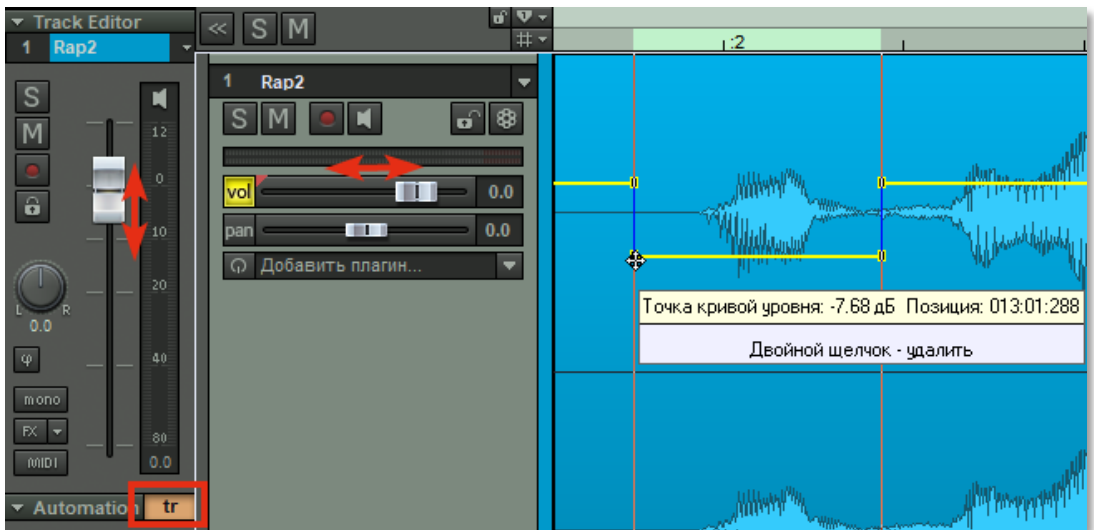 Track Editor
1 Rap2
S
M
12
0
10
20
L R
0.0
φ
40
mono
FX
80
MIDI
0.0
Automation tr
<< S M
1 Rap2
S M
vol 0.0
pan 0.0
Добавить плагин...
:2
Точка кривой уровня: -7.68 дБ Позиция: 013:01:288
Двойной щелчок - удалить